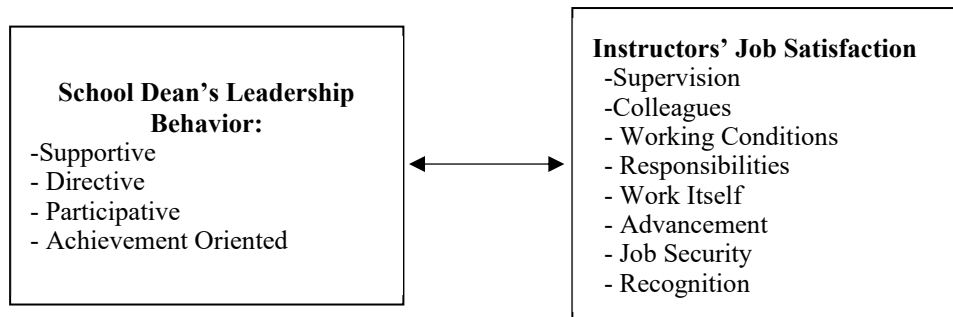 School Dean’s Leadership
Behavior:
-Supportive
- Directive
- Participative
- Achievement Oriented
Instructors’ Job Satisfaction
-Supervision
-Colleagues
- Working Conditions
- Responsibilities
- Work Itself
- Advancement
- Job Security
- Recognition